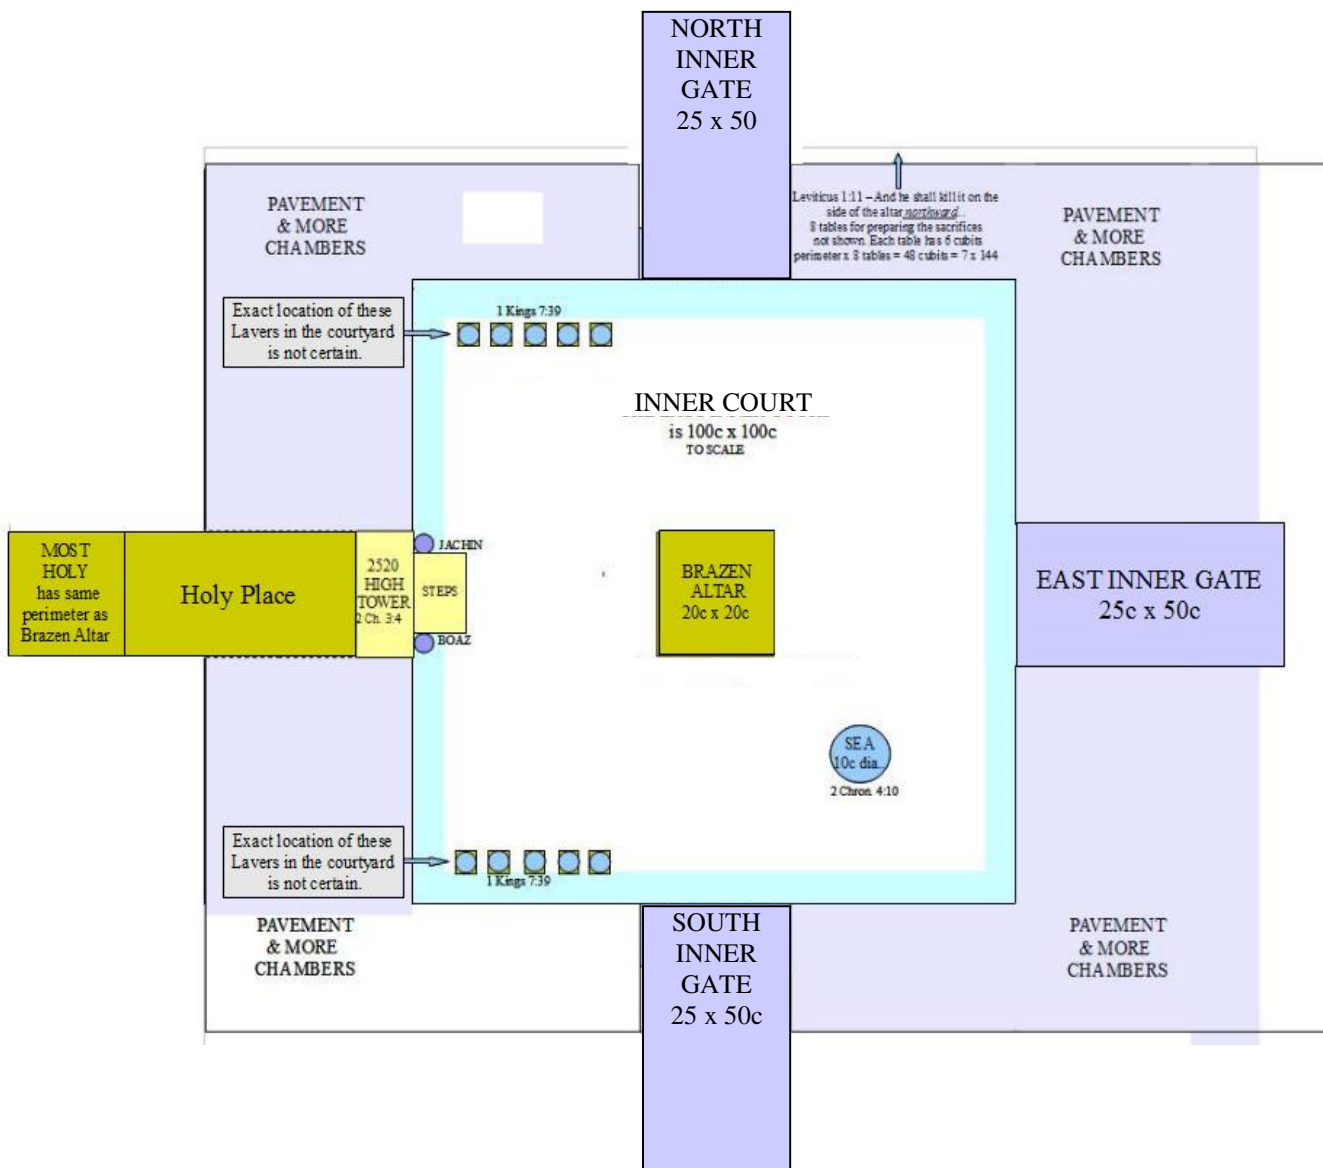 NORTH
INNER
GATE
25 x 50
PAVEMENT
& MORE
CHAMBERS
Leviticus 1:11 – And he shall kill it on the
side of the altar northward...
8 tables for preparing the sacrifices
not shown. Each table has 6 cubits
perimeter x 8 tables = 48 cubits = 7 x 144
PAVEMENT
& MORE
CHAMBERS
Exact location of these
Lavers in the courtyard
is not certain.
1 Kings 7:39
INNER COURT
is 100c x 100c
TO SCALE
MOST
HOLY
has same
perimeter as
Brazen Altar
Holy Place
2520
HIGH
TOWER
2 Ch. 3:4
JACHIN
STEPS
BOAZ
BRAZEN
ALTAR
20c x 20c
EAST INNER GATE
25c x 50c
SEA
10c dia..
2 Chron. 4:10
Exact location of these
Lavers in the courtyard
is not certain.
1 Kings 7:39
PAVEMENT
& MORE
CHAMBERS
SOUTH
INNER
GATE
25 x 50c
PAVEMENT
& MORE
CHAMBERS